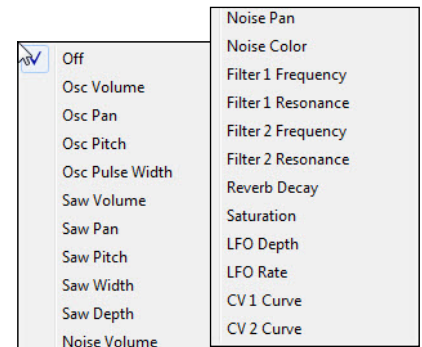 Off
Osc Volume
Osc Pan
Osc Pitch
Osc Pulse Width
Saw Volume
Saw Pan
Saw Pitch
Saw Width
Saw Depth
Noise Volume
Noise Pan
Noise Color
Filter 1 Frequency
Filter 1 Resonance
Filter 2 Frequency
Filter 2 Resonance
Reverb Decay
Saturation
LFO Depth
LFO Rate
CV 1 Curve
CV 2 Curve